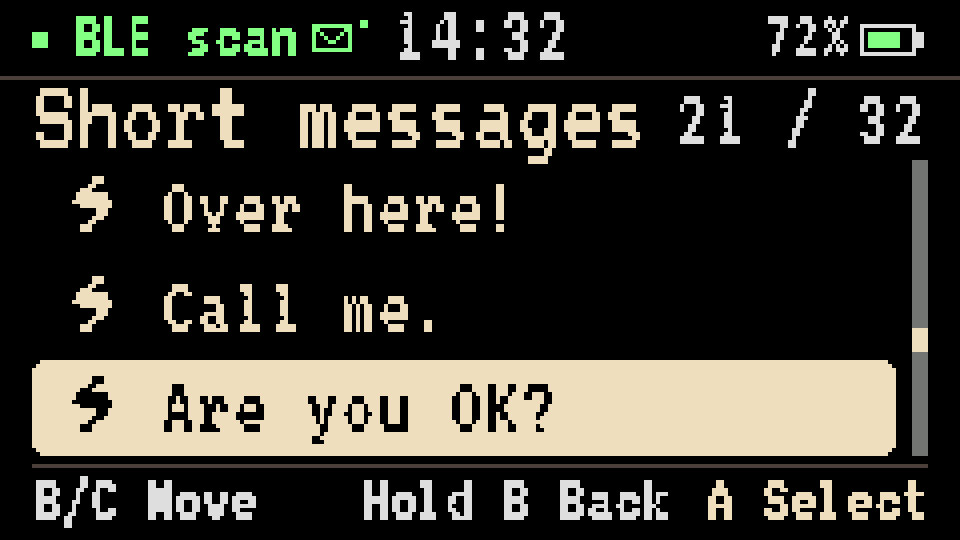 BLE scan 14:32 72%
Short messages 21 / 32
Over here!
Call me.
Are you OK?
B/C Move Hold B Back A Select